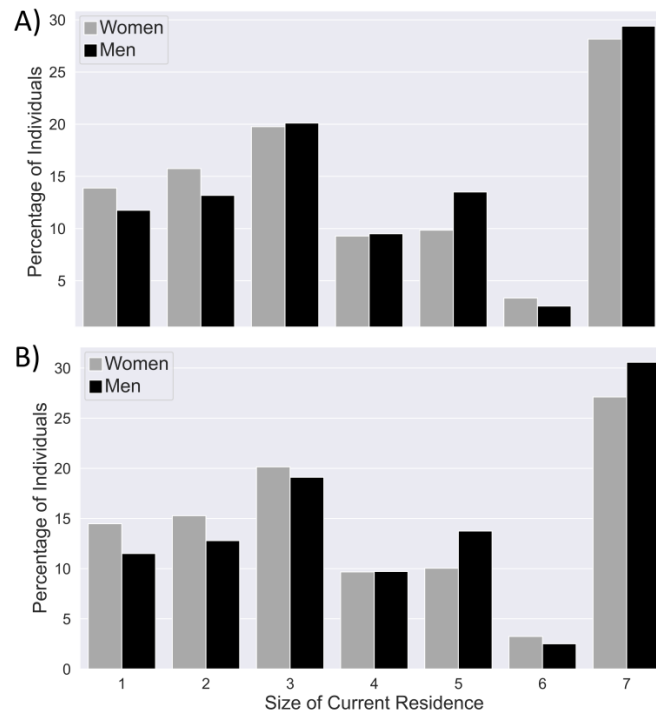 A)
Women
Men
30
25
20
15
10
5
Percentage of Individuals
B)
Women
Men
30
25
20
15
10
5
0
Percentage of Individuals
1 2 3 4 5 6 7
Size of Current Residence